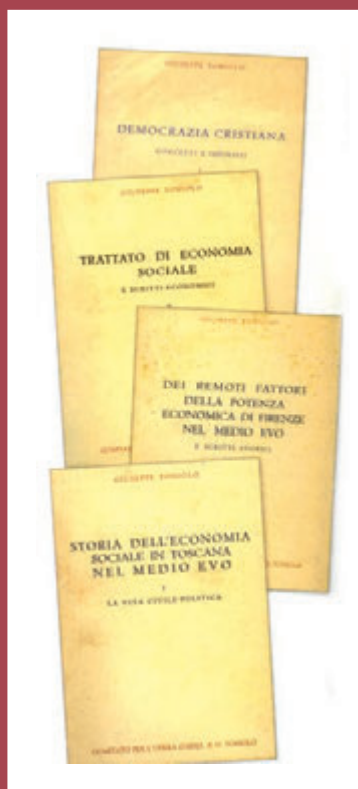 GIUSEPPE TONIOLO
DEMOCRAZIA CRISTIANA
CONCETTI E INDIRIZZI
I
GIUSEPPE TONIOLO
TRATTATO DI ECONOMIA
SOCIALE
E SCRITTI ECONOMICI
GIUSEPPE TONIOLO
DEI REMOTI FATTORI
DELLA POTENZA
ECONOMICA DI FIRENZE
NEL MEDIO EVO
E SCRITTI STORICI
GIUSEPPE TONIOLO
STORIA DELL'ECONOMIA
SOCIALE IN TOSCANA
NEL MEDIO EVO
I
LA VITA CIVILE-POLITICA
COMITATO PER L'OPERA OMNIA DI G. TONIOLO